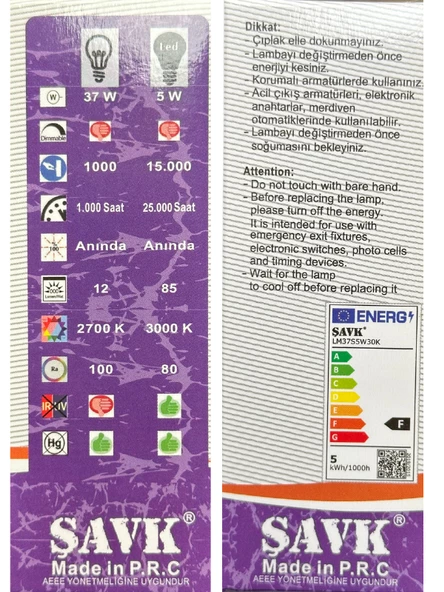 Led
W
37 W 5 W
Dimmable
1000 15.000
1.000 Saat 25.000 Saat
Anında Anında
Lumen/Watt
12 85
2700 K 3000 K
Ra
100 80
IR UV
Hg
ŞAVK®
Made in P.R.C
AEEE YÖNETMELİĞİNE UYGUNDUR
Dikkat:
- Çıplak elle dokunmayınız.
- Lambayı değiştirmeden önce
enerjiyi kesiniz.
Korumalı armatürlerde kullanınız.
- Acil çıkış armatürleri, elektronik
anahtarlar, merdiven
otomatiklerinde kullanılabilir.
- Lambayı değiştirmeden önce
soğumasını bekleyiniz.
Attention:
- Do not touch with bare hand.
- Before replacing the lamp,
please turn off the energy.
It is intended for use with
emergency exit fixtures,
electronic switches, photo cells
and timing devices.
- Wait for the lamp
to cool off before replacing it
ENERG
ŞAVK®
LM3755W30K
A
B
C
D
E
F
G
F
5
kWh/1000h
ŞAVK®
Made in P.R.C
AEEE YÖNETMELİĞİNE UYGUNDUR